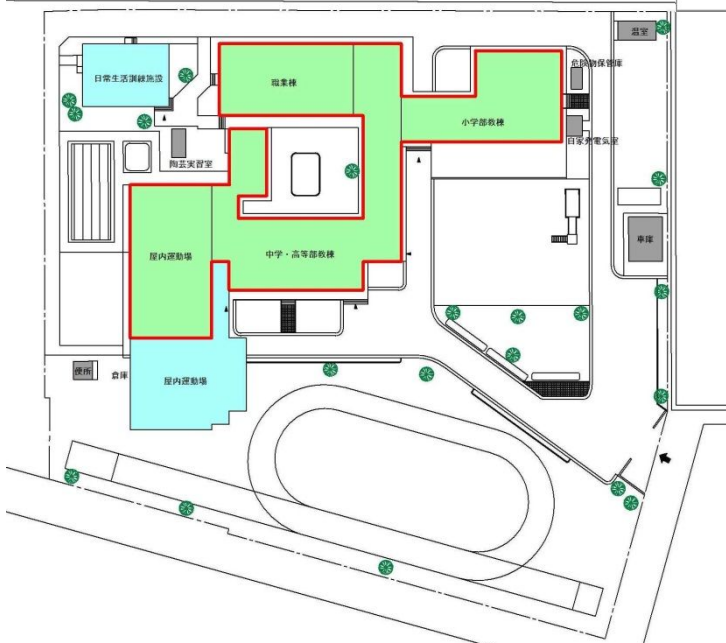 温室
危険物保管庫
日常生活訓練施設
職業棟
小学部教棟
自家発電気室
陶芸実習室
車庫
屋内運動場
中学・高等部教棟
便所
倉庫
屋内運動場